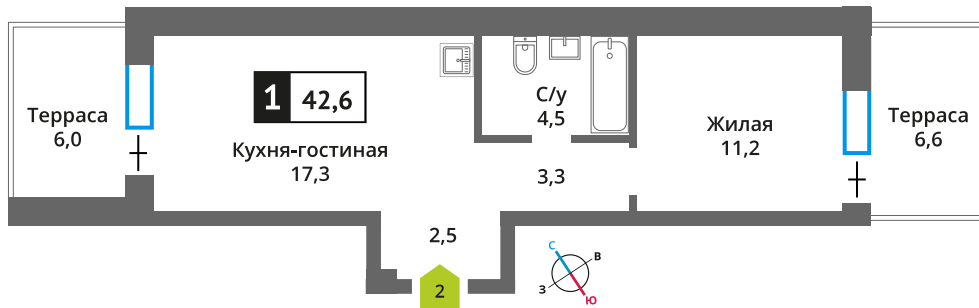 1 42,6
Терраса
6,0
Кухня-гостиная
17,3
С/у
4,5
3,3
Жилая
11,2
Терраса
6,6
2,5
2
С
В
З
Ю